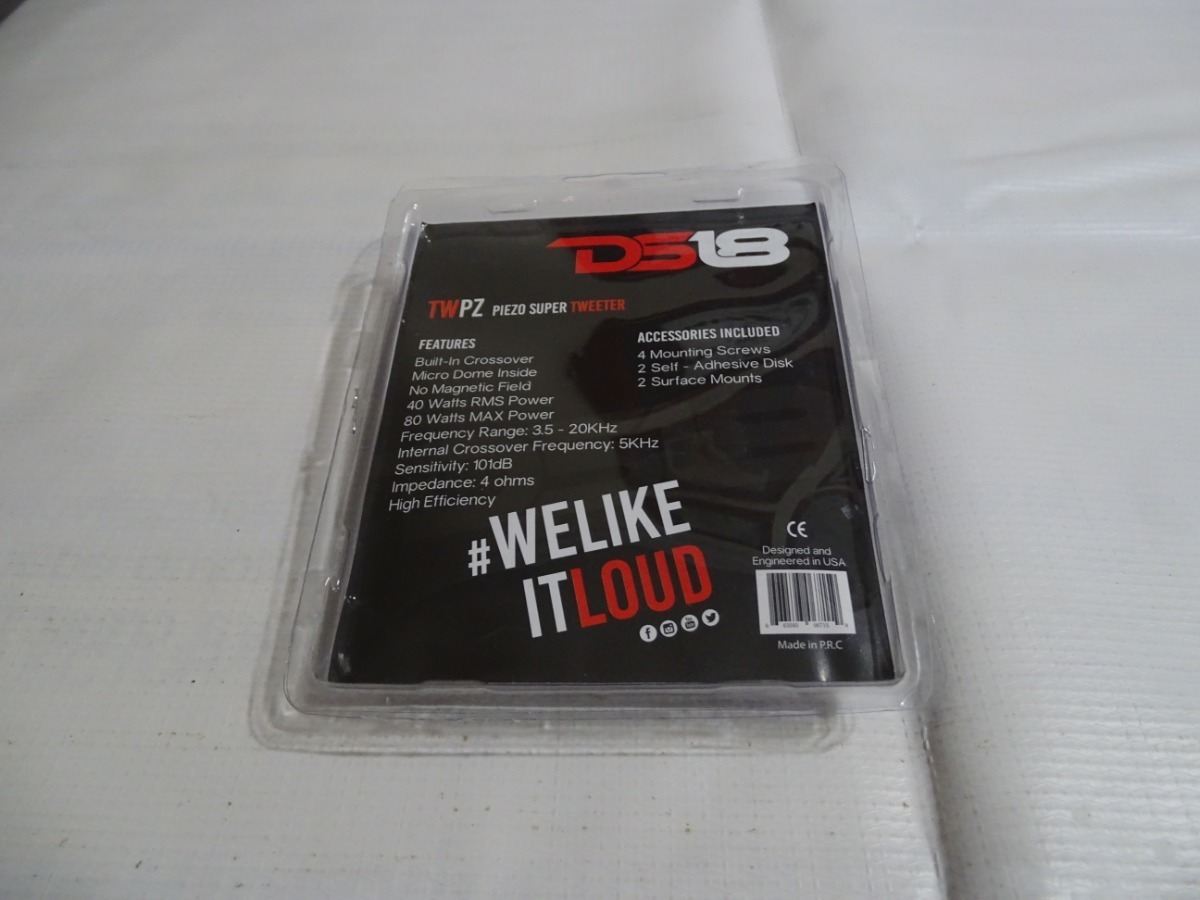 DS18
TWPZ PIEZO SUPER TWEETER
FEATURES
Built-In Crossover
Micro Dome Inside
No Magnetic Field
40 Watts RMS Power
80 Watts MAX Power
Frequency Range: 3.5 - 20KHz
Internal Crossover Frequency: 5KHz
Sensitivity: 101dB
Impedance: 4 ohms
High Efficiency
ACCESSORIES INCLUDED
4 Mounting Screws
2 Self - Adhesive Disk
2 Surface Mounts
#WELIKE
ITLOUD
CE
Designed and
Engineered in USA
Made in P.R.C